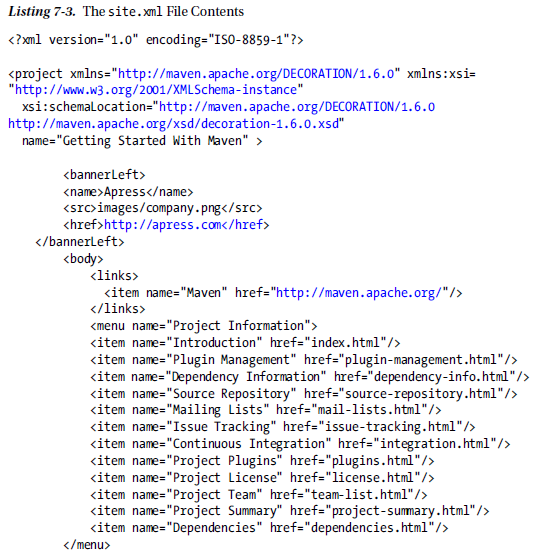 Listing 7-3. The site.xml File Contents
<?xml version="1.0" encoding="ISO-8859-1"?>
<project xmlns="http://maven.apache.org/DECORATION/1.6.0" xmlns:xsi=
"http://www.w3.org/2001/XMLSchema-instance"
xsi:schemaLocation="http://maven.apache.org/DECORATION/1.6.0
http://maven.apache.org/xsd/decoration-1.6.0.xsd"
name="Getting Started With Maven" >
<bannerLeft>
<name>Apress</name>
<src>images/company.png</src>
<href>http://apress.com</href>
</bannerLeft>
<body>
<links>
<item name="Maven" href="http://maven.apache.org/"/>
</links>
<menu name="Project Information">
<item name="Introduction" href="index.html"/>
<item name="Plugin Management" href="plugin-management.html"/>
<item name="Dependency Information" href="dependency-info.html"/>
<item name="Source Repository" href="source-repository.html"/>
<item name="Mailing Lists" href="mail-lists.html"/>
<item name="Issue Tracking" href="issue-tracking.html"/>
<item name="Continuous Integration" href="integration.html"/>
<item name="Project Plugins" href="plugins.html"/>
<item name="Project License" href="license.html"/>
<item name="Project Team" href="team-list.html"/>
<item name="Project Summary" href="project-summary.html"/>
<item name="Dependencies" href="dependencies.html"/>
</menu>